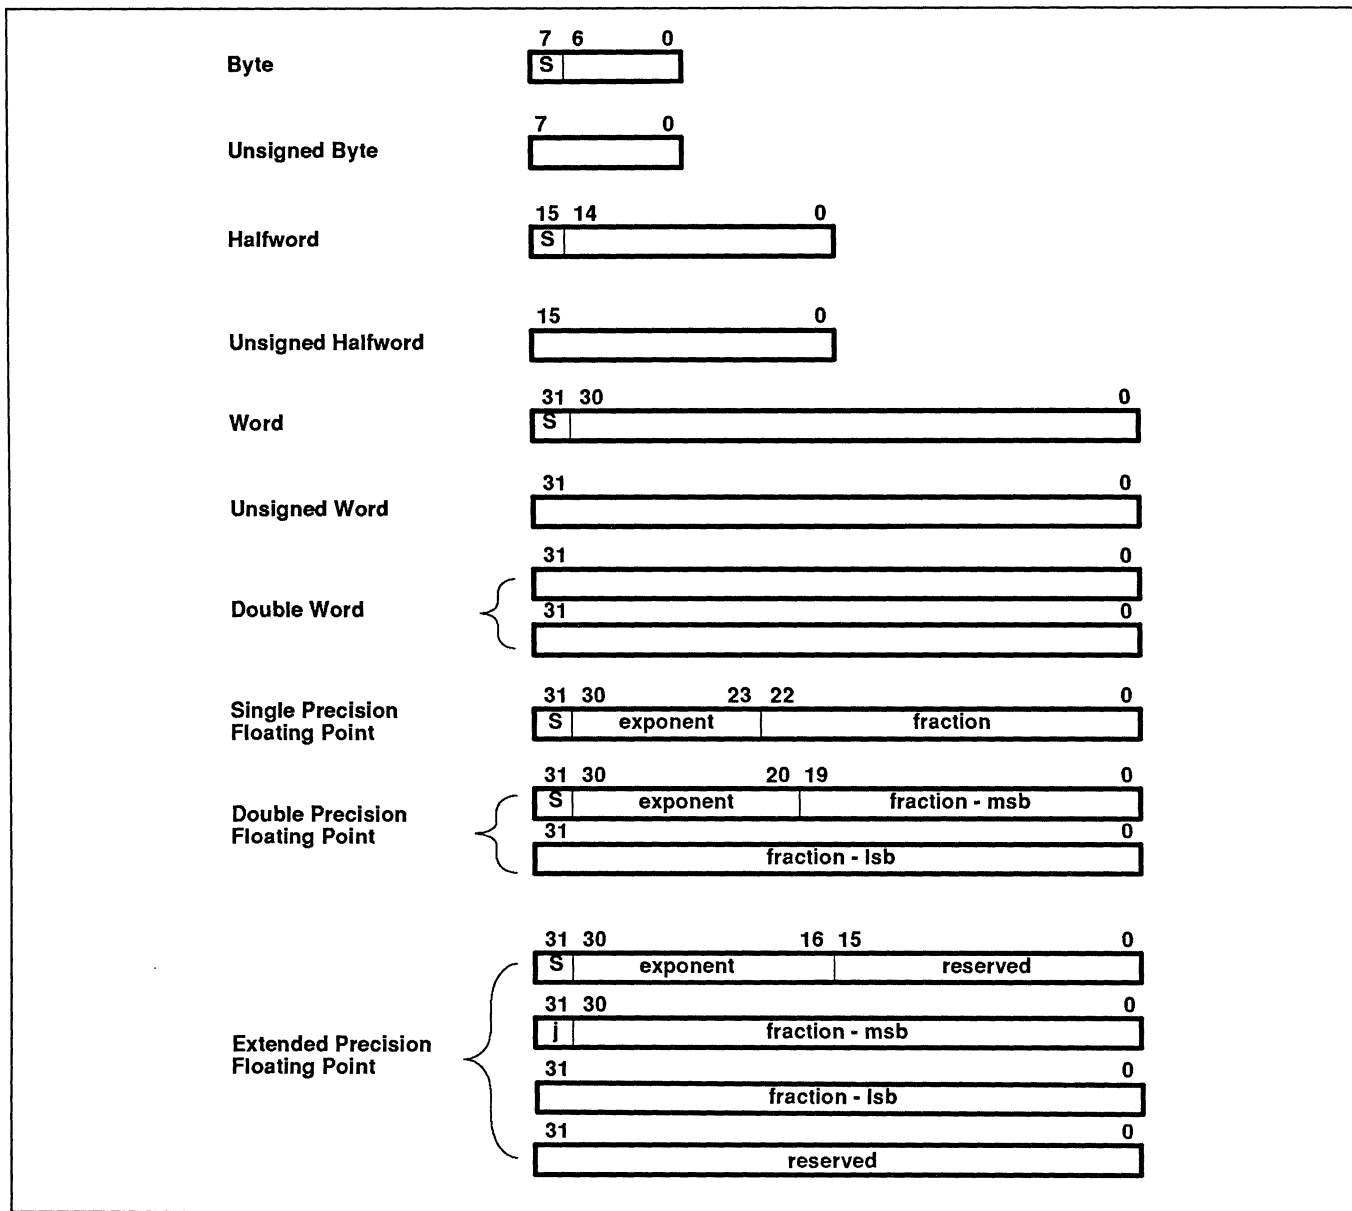 7 6 0
Byte S
7 0
Unsigned Byte
15 14 0
Halfword S
15 0
Unsigned Halfword
31 30 0
Word S
31 0
Unsigned Word
31 0
Double Word
31 0
31 30 23 22 0
Single Precision
Floating Point
S exponent fraction
31 30 20 19 0
S exponent fraction - msb
Double Precision
Floating Point
31 0
fraction - lsb
31 30 16 15 0
S exponent reserved
31 30 0
j fraction - msb
Extended Precision
Floating Point
31 0
fraction - lsb
31 0
reserved